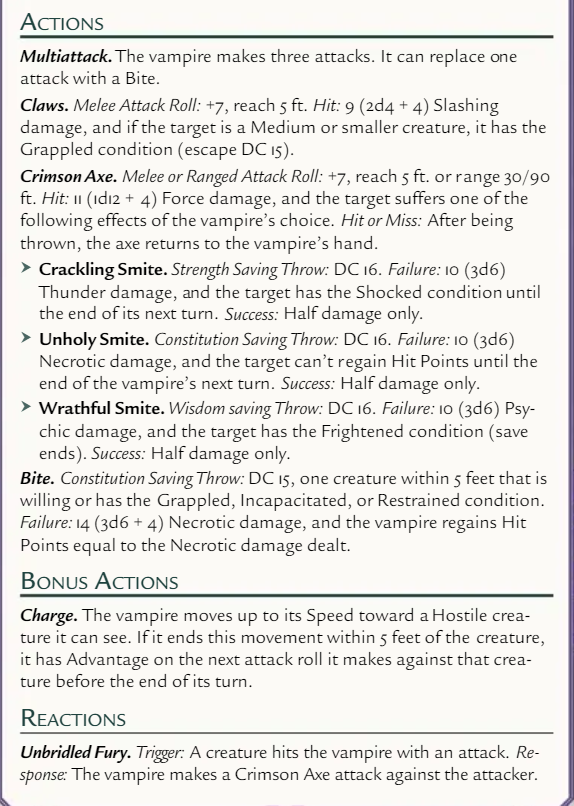 Actions
Multiattack. The vampire makes three attacks. It can replace one
attack with a Bite.
Claws. Melee Attack Roll: +7, reach 5 ft. Hit: 9 (2d4 + 4) Slashing
damage, and if the target is a Medium or smaller creature, it has the
Grappled condition (escape DC 15).
Crimson Axe. Melee or Ranged Attack Roll: +7, reach 5 ft. or range 30/90
ft. Hit: 11 (1d12 + 4) Force damage, and the target suffers one of the
following effects of the vampire's choice. Hit or Miss: After being
thrown, the axe returns to the vampire's hand.
➤ Crackling Smite. Strength Saving Throw: DC 16. Failure: 10 (3d6)
Thunder damage, and the target has the Shocked condition until
the end of its next turn. Success: Half damage only.
➤ Unholy Smite. Constitution Saving Throw: DC 16. Failure: 10 (3d6)
Necrotic damage, and the target can't regain Hit Points until the
end of the vampire's next turn. Success: Half damage only.
➤ Wrathful Smite. Wisdom saving Throw: DC 16. Failure: 10 (3d6) Psy-
chic damage, and the target has the Frightened condition (save
ends). Success: Half damage only.
Bite. Constitution Saving Throw: DC 15, one creature within 5 feet that is
willing or has the Grappled, Incapacitated, or Restrained condition.
Failure: 14 (3d6 + 4) Necrotic damage, and the vampire regains Hit
Points equal to the Necrotic damage dealt.
Bonus Actions
Charge. The vampire moves up to its Speed toward a Hostile crea-
ture it can see. If it ends this movement within 5 feet of the creature,
it has Advantage on the next attack roll it makes against that crea-
ture before the end of its turn.
Reactions
Unbridled Fury. Trigger: A creature hits the vampire with an attack. Re-
sponse: The vampire makes a Crimson Axe attack against the attacker.